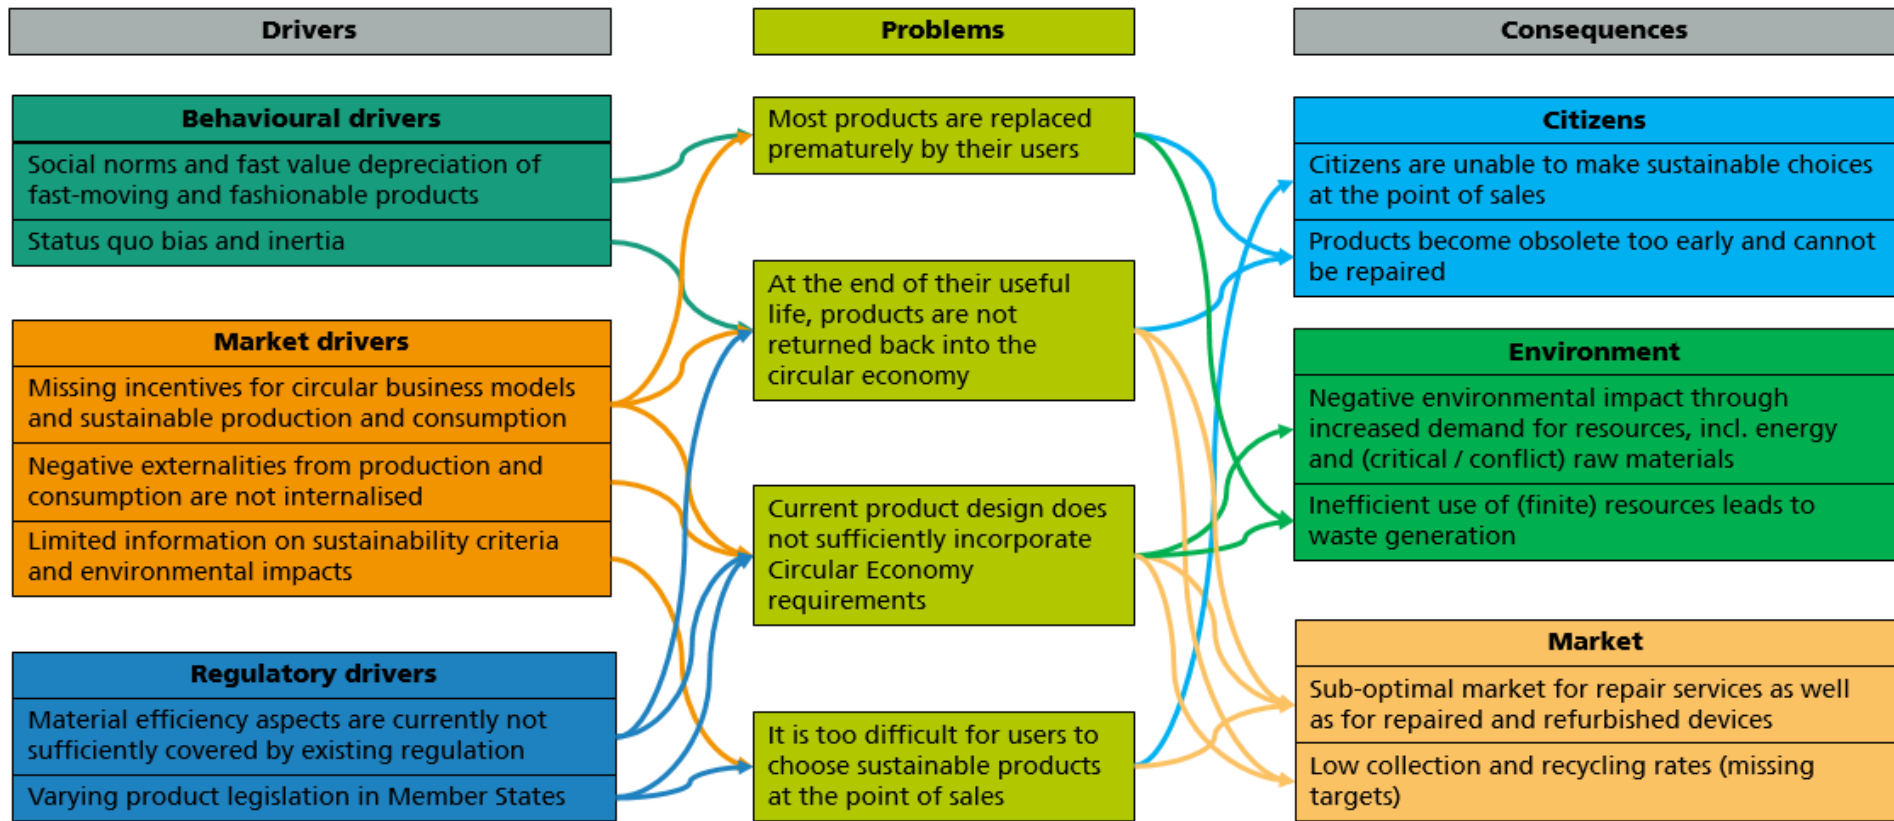 Drivers
Problems
Consequences
Behavioural drivers
Social norms and fast value depreciation of
fast-moving and fashionable products
Status quo bias and inertia
Market drivers
Missing incentives for circular business models
and sustainable production and consumption
Negative externalities from production and
consumption are not internalised
Limited information on sustainability criteria
and environmental impacts
Regulatory drivers
Material efficiency aspects are currently not
sufficiently covered by existing regulation
Varying product legislation in Member States
Most products are replaced
prematurely by their users
At the end of their useful
life, products are not
returned back into the
circular economy
Current product design does
not sufficiently incorporate
Circular Economy
requirements
It is too difficult for users to
choose sustainable products
at the point of sales
Citizens
Citizens are unable to make sustainable choices
at the point of sales
Products become obsolete too early and cannot
be repaired
Environment
Negative environmental impact through
increased demand for resources, incl. energy
and (critical / conflict) raw materials
Inefficient use of (finite) resources leads to
waste generation
Market
Sub-optimal market for repair services as well
as for repaired and refurbished devices
Low collection and recycling rates (missing
targets)